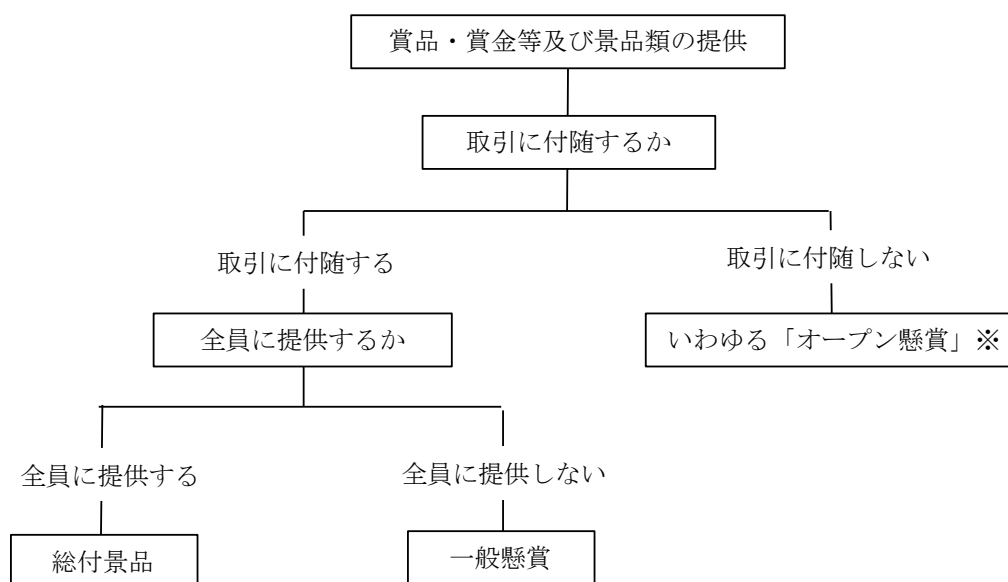 賞品・賞金等及び景品類の提供
取引に付随するか
取引に付随する
取引に付随しない
全員に提供するか
いわゆる「オープン懸賞」※
全員に提供する
全員に提供しない
総付景品
一般懸賞